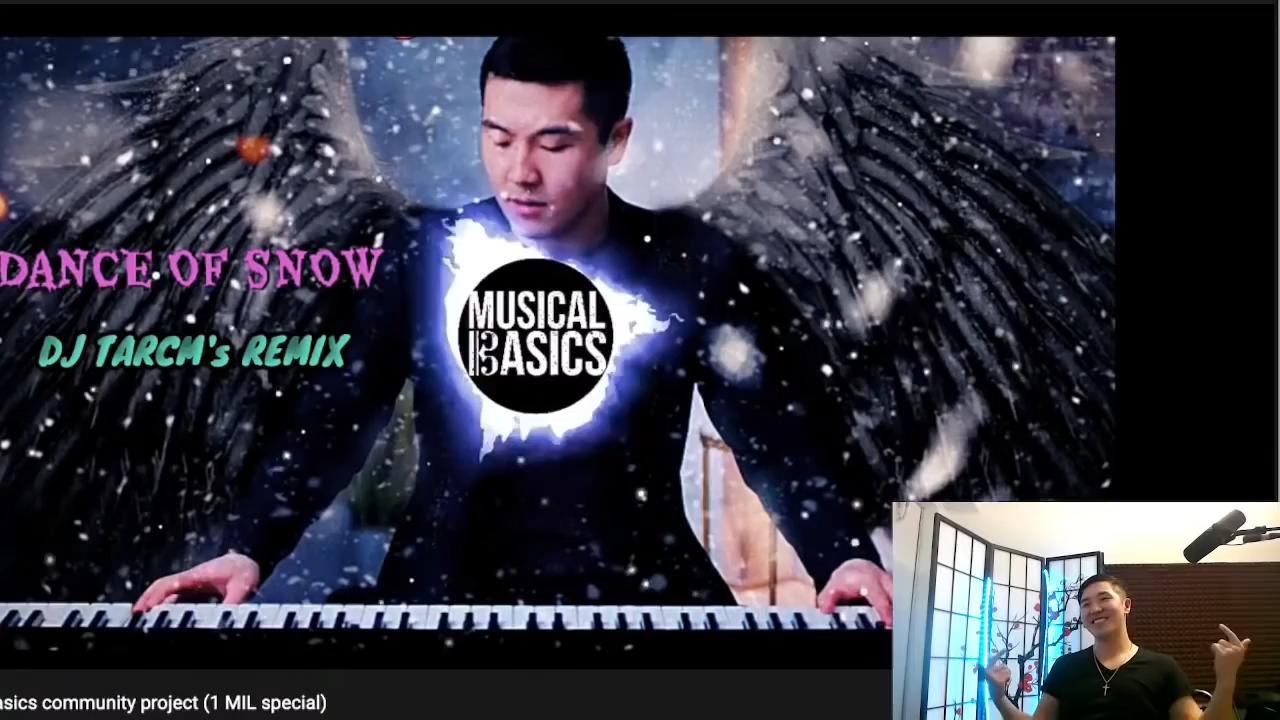 DANCE OF SNOW
DJ TARCM's REMIX
MUSICAL
BASICS
asics community project (1 MIL special)